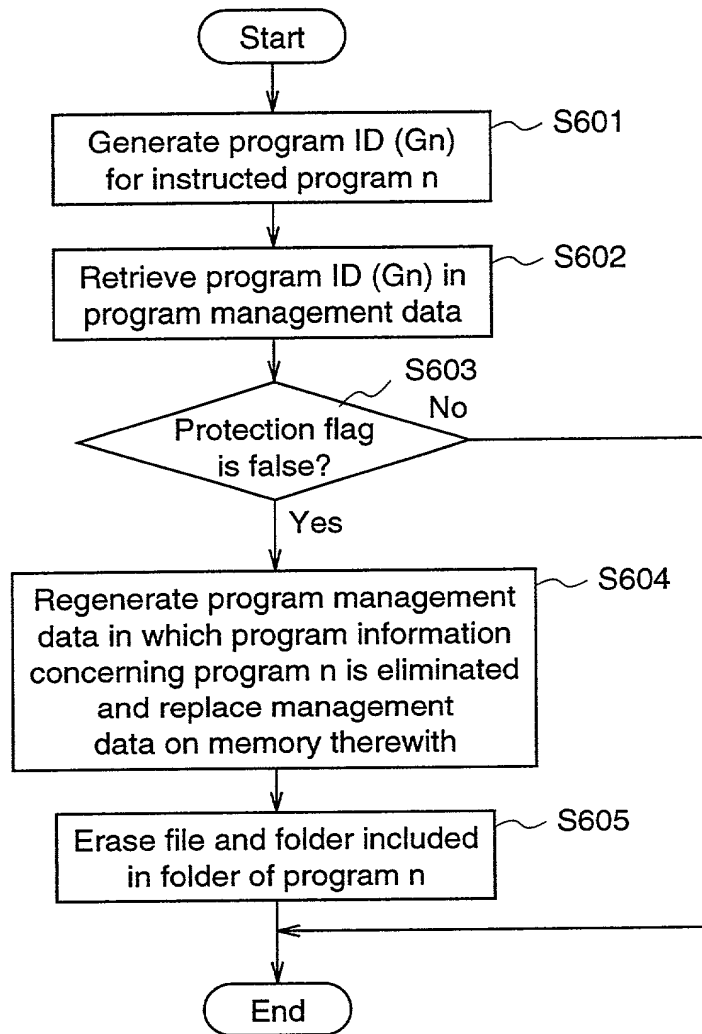 Start
Generate program ID (Gn)
for instructed program n
S601
Retrieve program ID (Gn) in
program management data
S602
Protection flag
is false?
S603
No
Yes
Regenerate program management
data in which program information
concerning program n is eliminated
and replace management
data on memory therewith
S604
Erase file and folder included
in folder of program n
S605
End